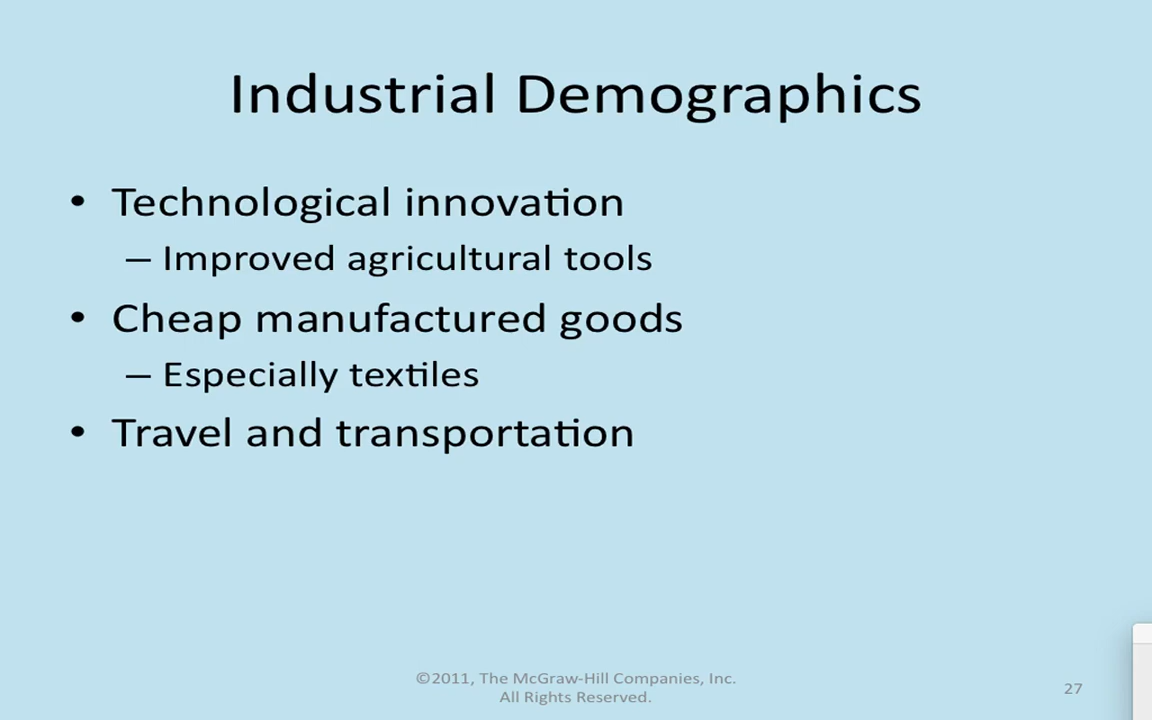 Industrial Demographics
• Technological innovation
– Improved agricultural tools
• Cheap manufactured goods
– Especially textiles
• Travel and transportation
©2011, The McGraw-Hill Companies, Inc.
All Rights Reserved.
27